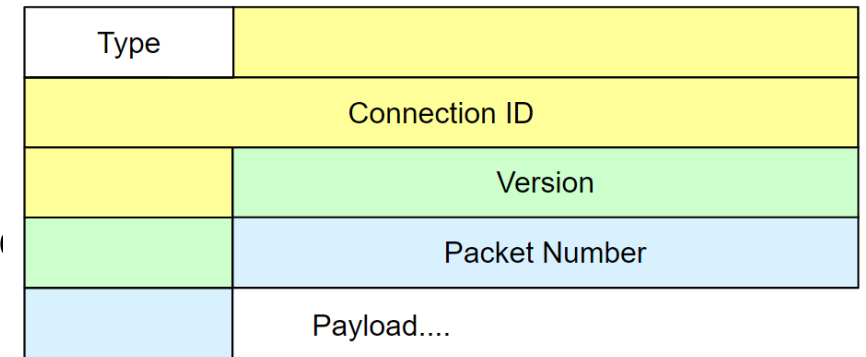 Type
Connection ID
Version
Packet Number
Payload....